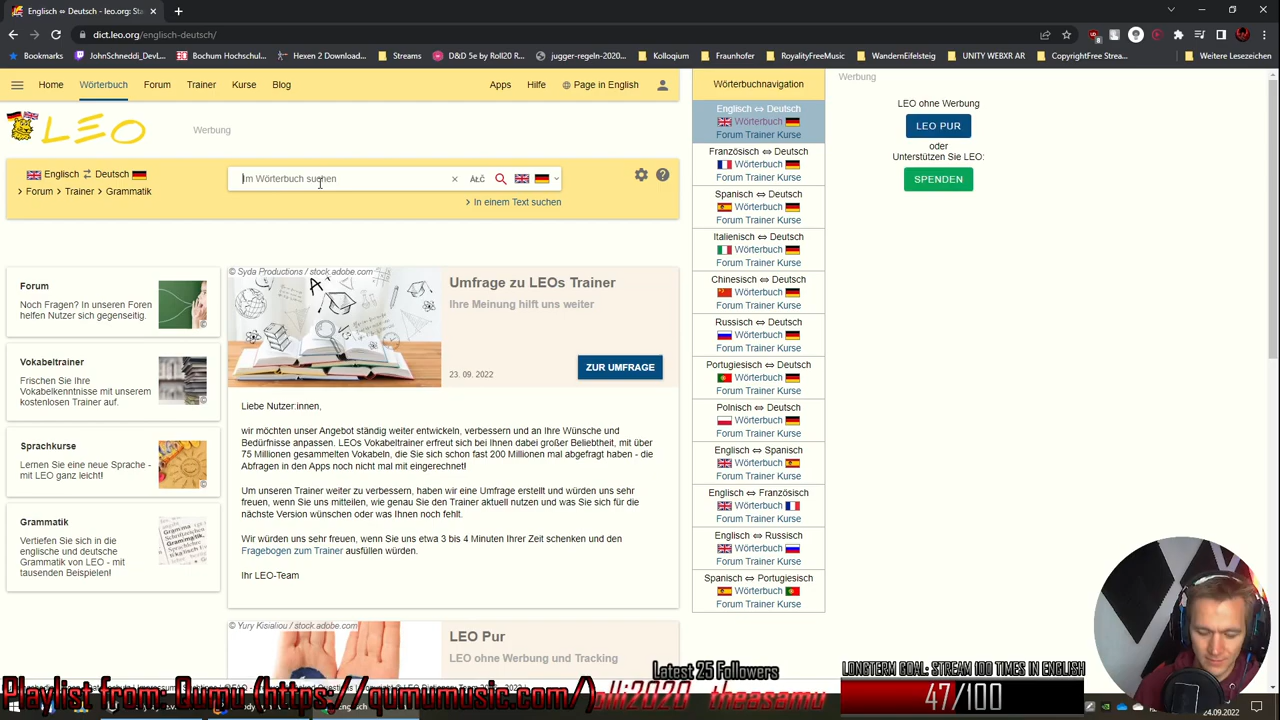 dict.leo.org - Englisch-Deutsch: Sta
dict.leo.org/englisch-deutsch/
Bookmarks
JohnSchneddi_DevL
Bochum Hochschul...
Hexen 2 Download...
Streams
D&D 5e by Roll20 R...
jugger-regeln-2020...
Kolloqium
Fraunhofer
RoyalityFreeMusic
WandernEifelsteig
UNITY WEBXR AR
CopyrightFree Strea...
Weitere Lesezeichen
Home Wörterbuch Forum Trainer Kurse Blog Apps Hilfe Page in English
LEO
Werbung
Englisch Deutsch
Forum Trainer Grammatik
Im Wörterbuch suchen
ÄŁČ
In einem Text suchen
Forum
Noch Fragen? In unseren Foren
helfen Nutzer sich gegenseitig.
Vokabeltrainer
Frischen Sie Ihre
Vokabelkenntnisse mit unserem
kostenlosen Trainer auf.
Sprachkurse
Lernen Sie eine neue Sprache -
mit LEO ganz leicht!
Grammatik
Vertiefen Sie sich in die
englische und deutsche
Grammatik von LEO - mit
tausenden Beispielen!
© Syda Productions / stock.adobe.com
Umfrage zu LEOs Trainer
Ihre Meinung hilft uns weiter
23. 09. 2022
ZUR UMFRAGE
Liebe Nutzer:innen,
wir möchten unser Angebot ständig weiter entwickeln, verbessern und an Ihre Wünsche und
Bedürfnisse anpassen. LEOs Vokabeltrainer erfreut sich bei Ihnen dabei großer Beliebtheit, mit über
75 Millionen gesammelten Vokabeln, die Sie sich schon fast 200 Millionen mal abgefragt haben - die
Abfragen in den Apps noch nicht mal mit eingerechnet!
Um unseren Trainer weiter zu verbessern, haben wir eine Umfrage erstellt und würden uns sehr
freuen, wenn Sie uns mitteilen, wie genau Sie den Trainer aktuell nutzen und was Sie sich für die
nächste Version wünschen oder was Ihnen noch fehlt.
Wir würden uns sehr freuen, wenn Sie uns etwa 3 bis 4 Minuten Ihrer Zeit schenken und den
Fragebogen zum Trainer ausfüllen würden.
Ihr LEO-Team
© Yury Kisialiou / stock.adobe.com
LEO Pur
LEO ohne Werbung und Tracking
Wörterbuchnavigation
Englisch ⇔ Deutsch
Wörterbuch
Forum Trainer Kurse
Französisch ⇔ Deutsch
Wörterbuch
Forum Trainer Kurse
Spanisch ⇔ Deutsch
Wörterbuch
Forum Trainer Kurse
Italienisch ⇔ Deutsch
Wörterbuch
Forum Trainer Kurse
Chinesisch ⇔ Deutsch
Wörterbuch
Forum Trainer Kurse
Russisch ⇔ Deutsch
Wörterbuch
Forum Trainer Kurse
Portugiesisch ⇔ Deutsch
Wörterbuch
Forum Trainer Kurse
Polnisch ⇔ Deutsch
Wörterbuch
Forum Trainer Kurse
Englisch ⇔ Spanisch
Wörterbuch
Forum Trainer Kurse
Englisch ⇔ Französisch
Wörterbuch
Forum Trainer Kurse
Englisch ⇔ Russisch
Wörterbuch
Forum Trainer Kurse
Spanisch ⇔ Portugiesisch
Wörterbuch
Forum Trainer Kurse
Werbung
LEO ohne Werbung
LEO PUR
oder
Unterstützen Sie LEO:
SPENDEN
Latest 25 Followers
LONGTERM GOAL: STREAM 100 TIMES IN ENGLISH
Playlist from: Qumu (https://qumumusic.com/)
olli2020 theasamu
47/100
24.09.2022